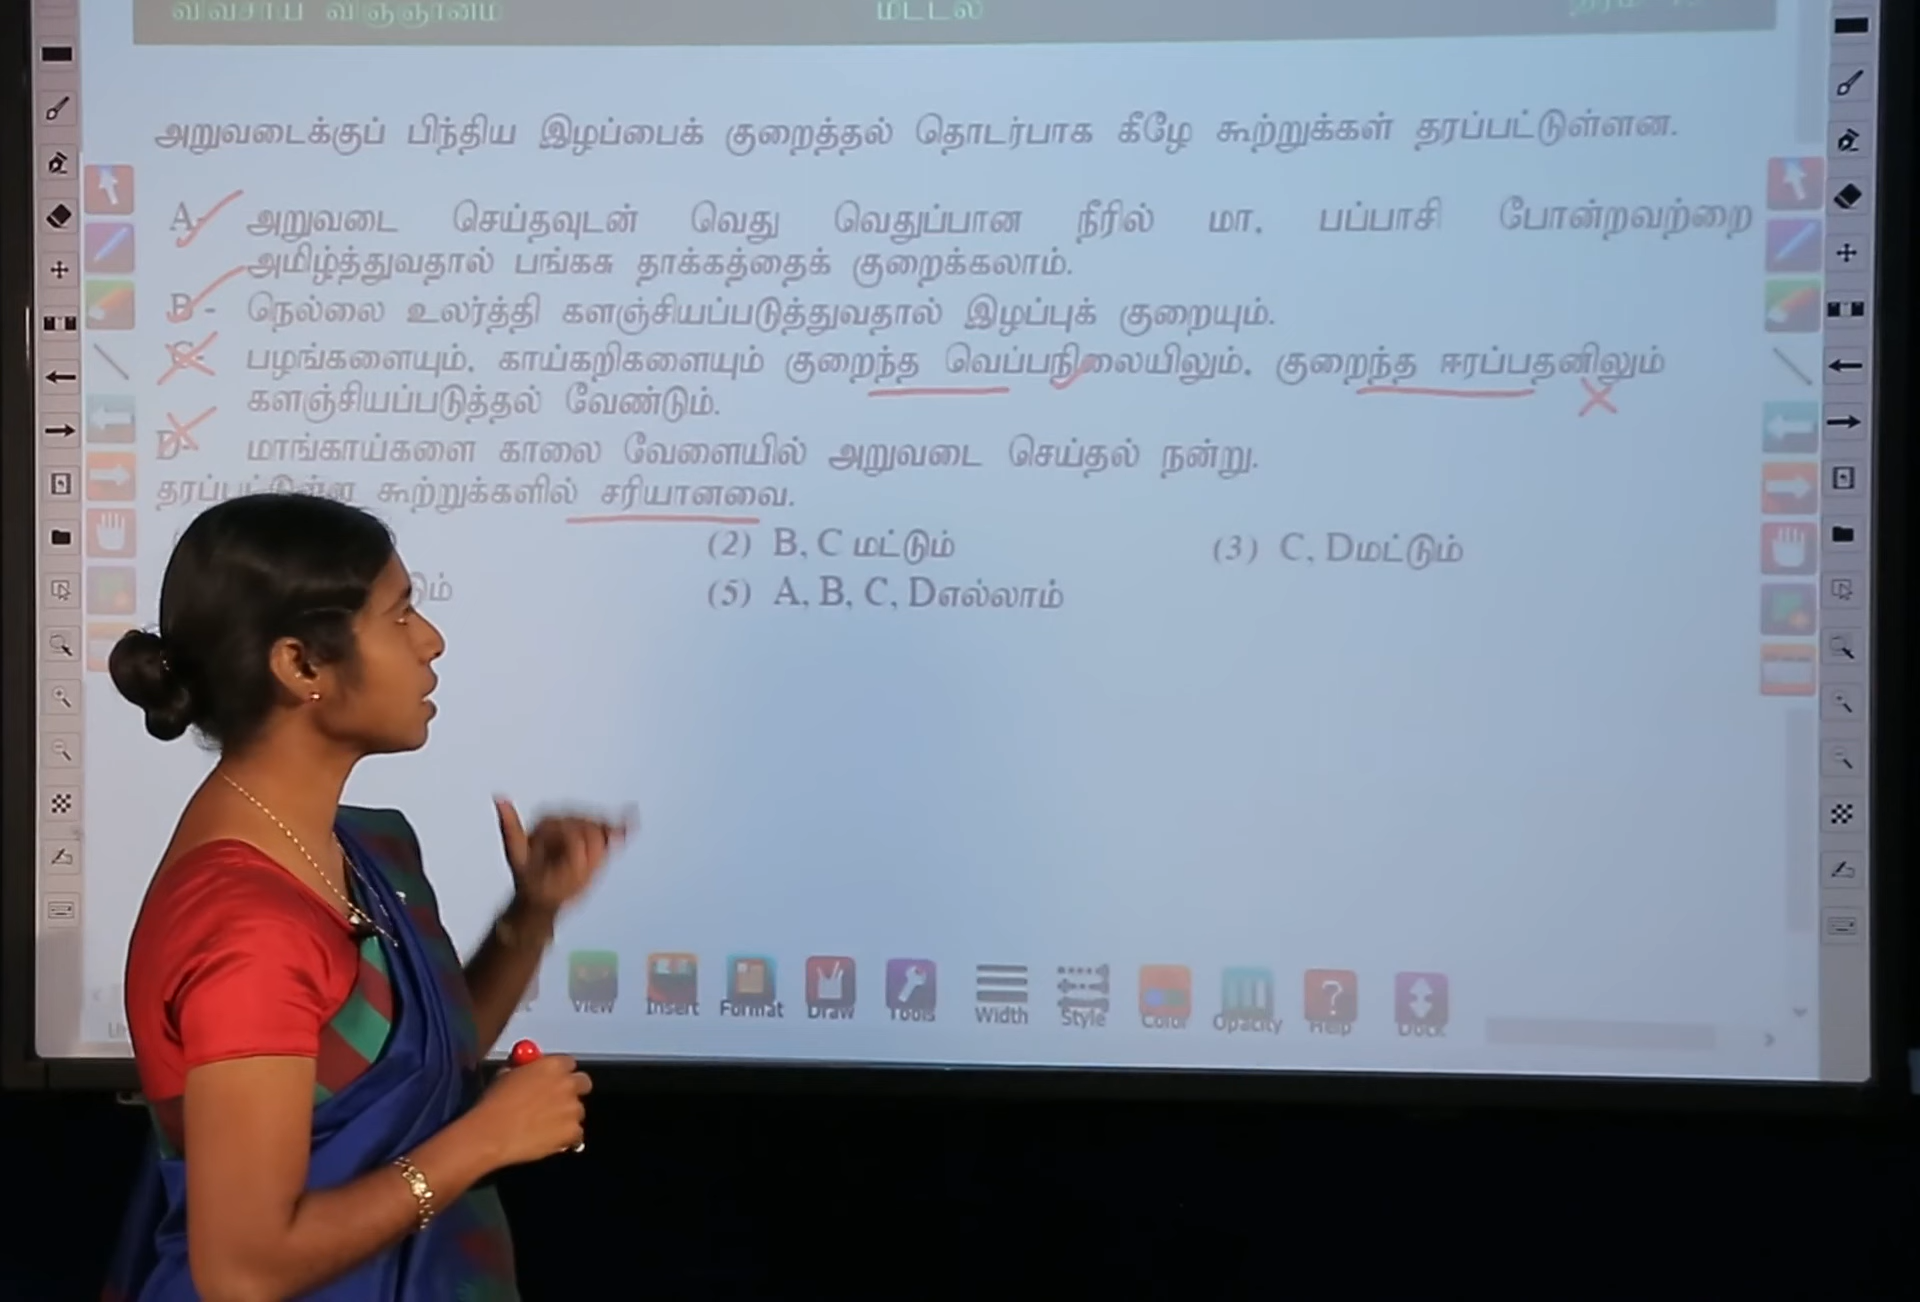 விவசாய விஞ்ஞானம்
அறுவடைக்குப் பிந்திய இழப்பைக் குறைத்தல் தொடர்பாக கீழே கூற்றுக்கள் தரப்பட்டுள்ளன.
A- அறுவடை செய்தவுடன் வெது வெதுப்பான நீரில் மா, பப்பாசி போன்றவற்றை
அமிழ்த்துவதால் பங்கசு தாக்கத்தைக் குறைக்கலாம்.
B - நெல்லை உலர்த்தி களஞ்சியப்படுத்துவதால் இழப்புக் குறையும்.
C- பழங்களையும், காய்கறிகளையும் குறைந்த வெப்பநிலையிலும், குறைந்த ஈரப்பதனிலும்
களஞ்சியப்படுத்தல் வேண்டும்.
D- மாங்காய்களை காலை வேளையில் அறுவடை செய்தல் நன்று.
தரப்பட்டுள்ள கூற்றுக்களில் சரியானவை.
(2) B, C மட்டும் (3) C, Dமட்டும்
(5) A, B, C, Dஎல்லாம்
View Insert Format Draw Tools Width Style Color Opacity Help Dock